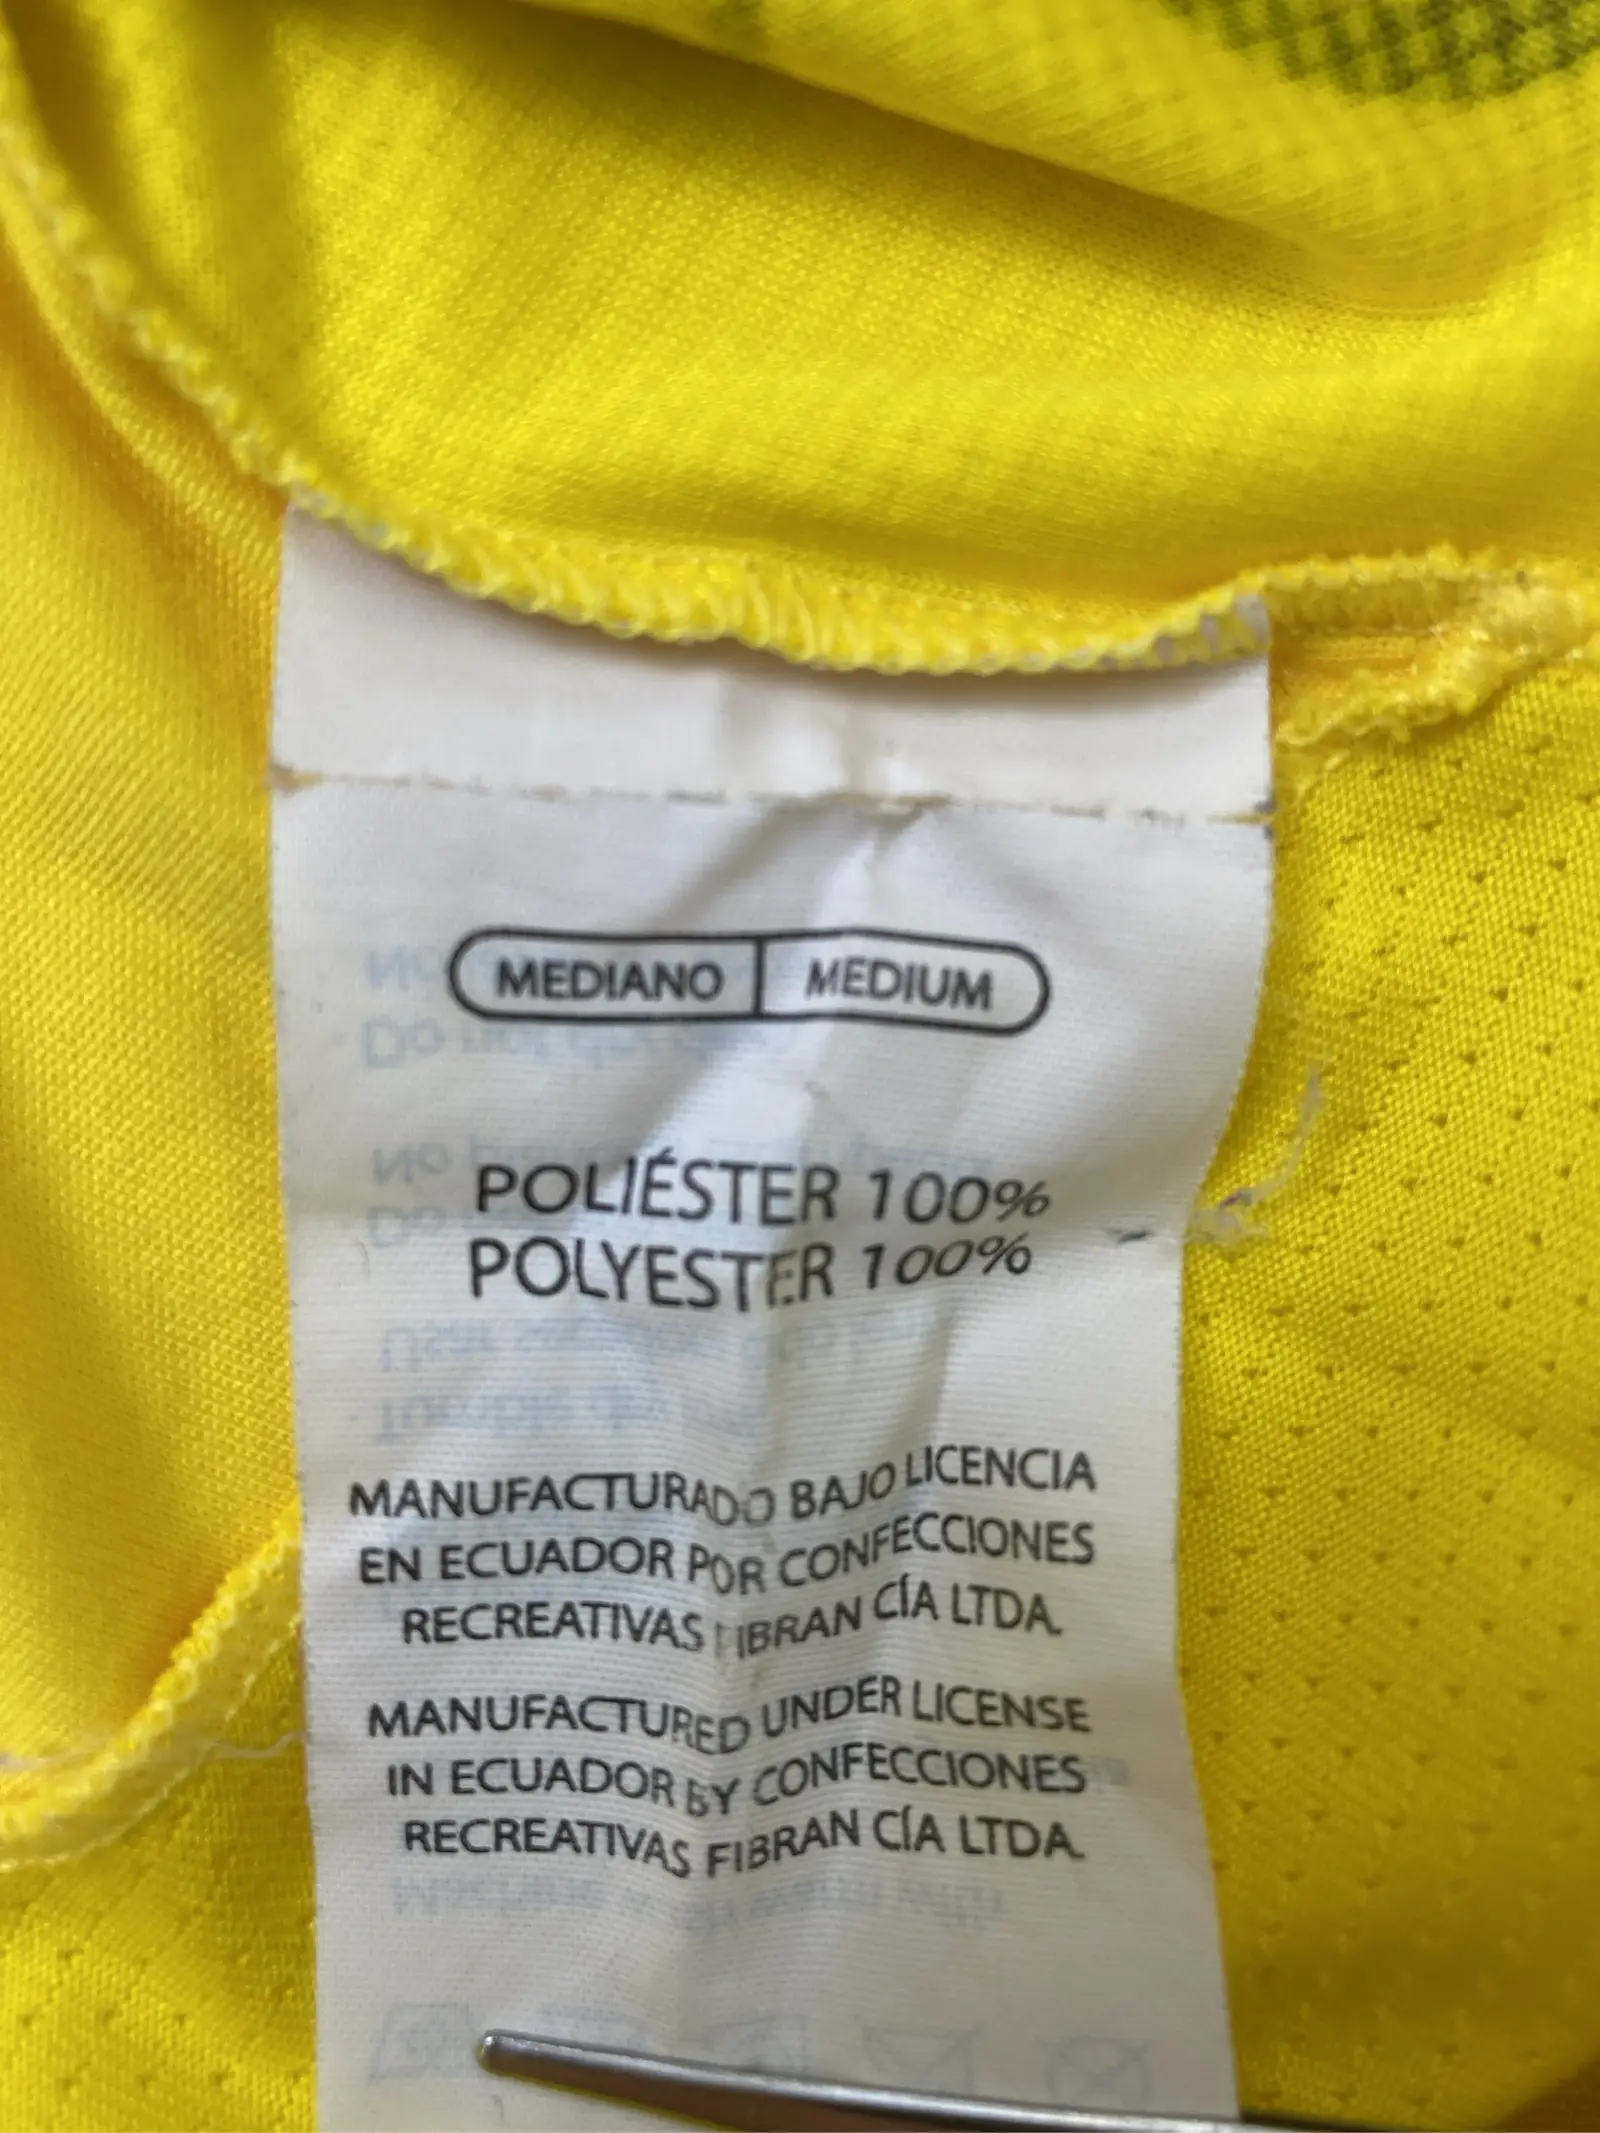 MEDIANO MEDIUM
POLIÉSTER 100%
POLYESTER 100%
MANUFACTURADO BAJO LICENCIA
EN ECUADOR POR CONFECCIONES
RECREATIVAS FIBRAN CÍA LTDA.
MANUFACTURED UNDER LICENSE
IN ECUADOR BY CONFECCIONES
RECREATIVAS FIBRAN CÍA LTDA.